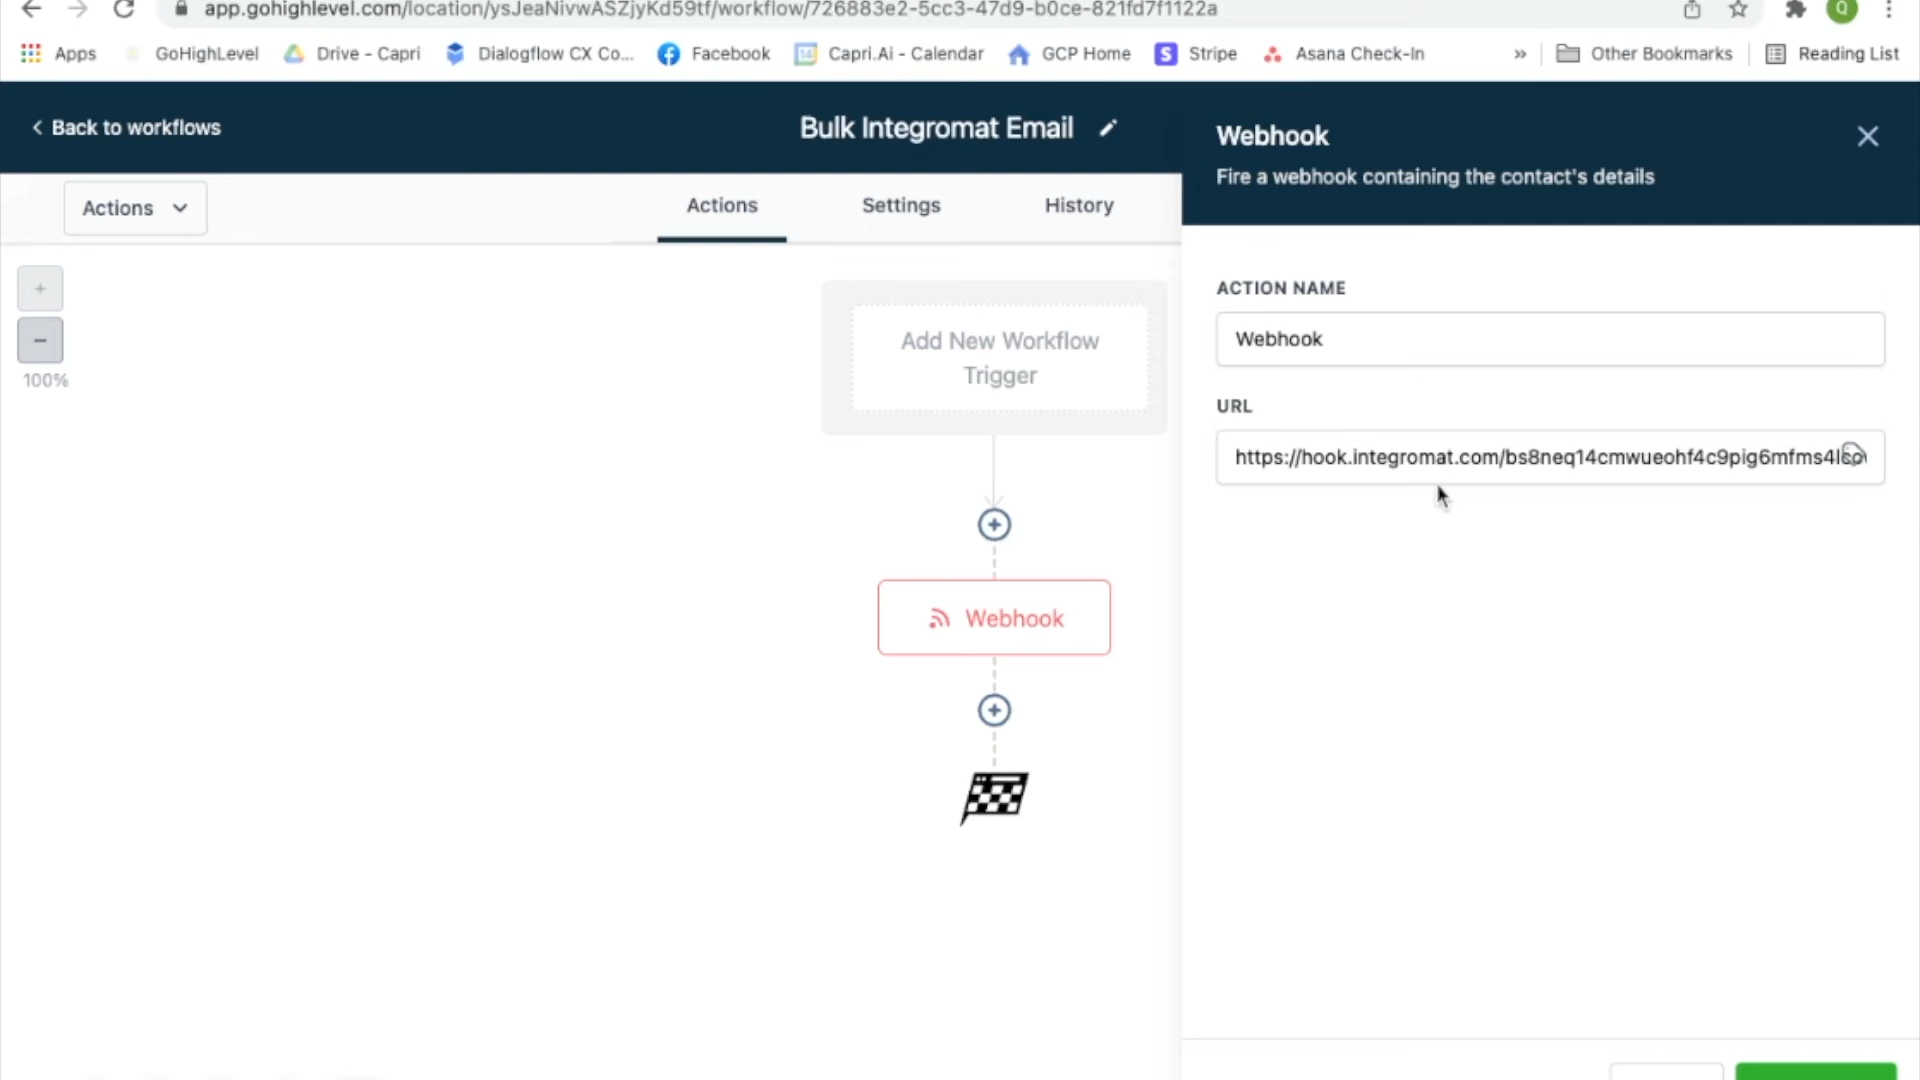 app.gohighlevel.com/location/ysJeaNivwASZjyKd59tf/workflow/726883e2-5cc3-47d9-b0ce-821fd7f1122a
Q
Apps
GoHighLevel
Drive - Capri
Dialogflow CX Co...
Facebook
14
Capri.Ai - Calendar
GCP Home
S
Stripe
Asana Check-In
»
Other Bookmarks
Reading List
Back to workflows
Bulk Integromat Email
Webhook
Fire a webhook containing the contact's details
Actions
Actions
Settings
History
+
−
100%
Add New Workflow
Trigger
Webhook
ACTION NAME
Webhook
URL
https://hook.integromat.com/bs8neq14cmwueohf4c9pig6mfms4l